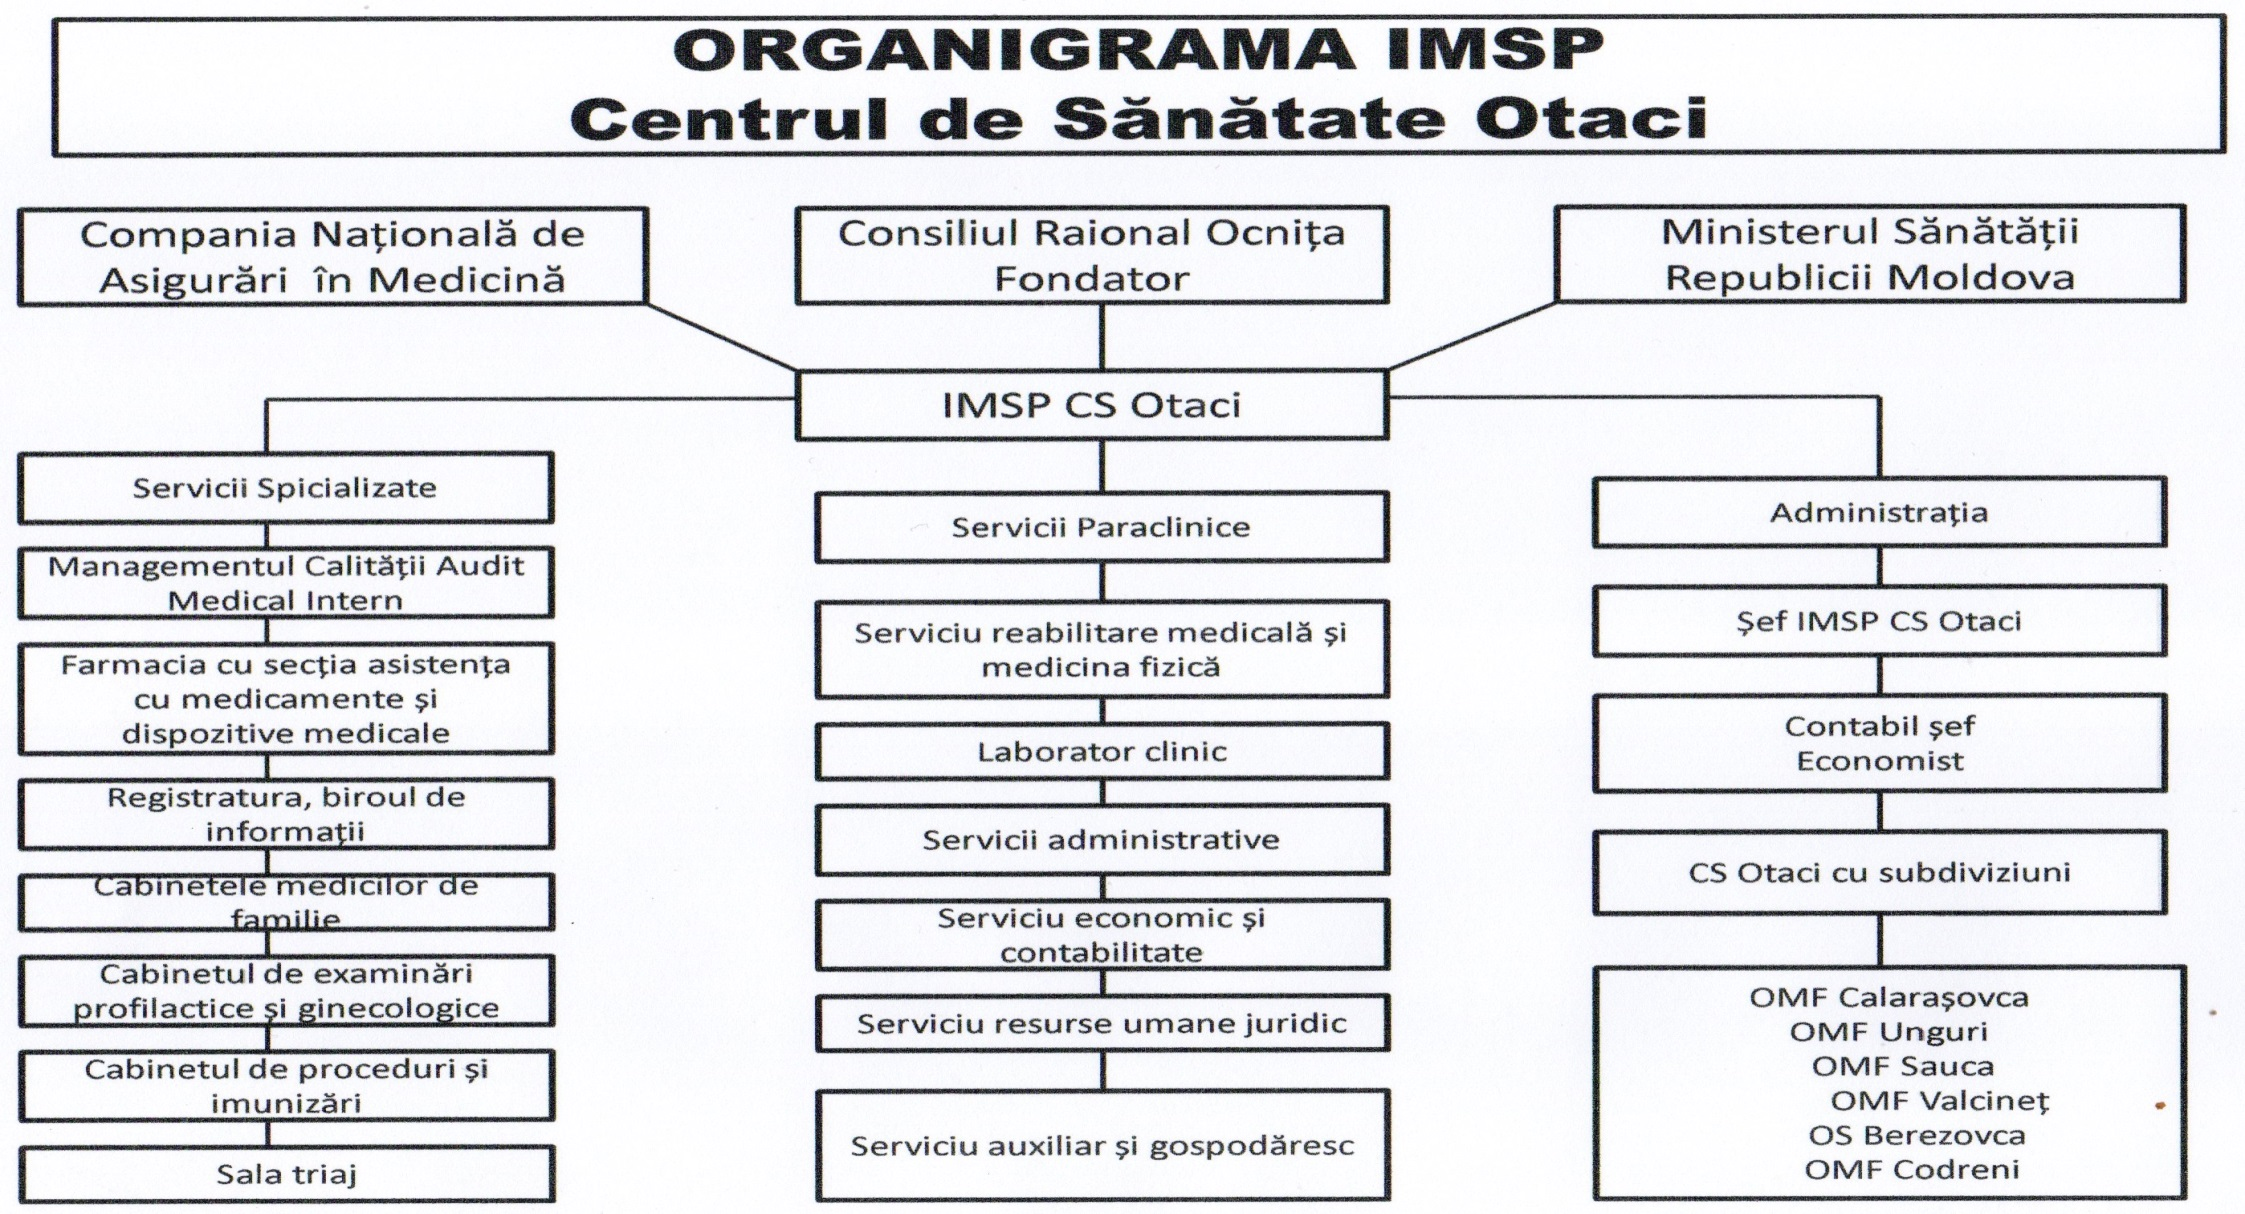 ORGANIGRAMA IMSP
Centrul de Sănătate Otaci
Compania Națională de
Asigurări în Medicină
Consiliul Raional Ocnița
Fondator
Ministerul Sănătății
Republicii Moldova
IMSP CS Otaci
Servicii Spicializate
Managementul Calității Audit
Medical Intern
Farmacia cu secția asistența
cu medicamente și
dispozitive medicale
Registratura, biroul de
informații
Cabinetele medicilor de
familie
Cabinetul de examinări
profilactice și ginecologice
Cabinetul de proceduri și
imunizări
Sala triaj
Servicii Paraclinice
Serviciu reabilitare medicală și
medicina fizică
Laborator clinic
Servicii administrative
Serviciu economic și
contabilitate
Serviciu resurse umane juridic
Serviciu auxiliar și gospodăresc
Administrația
Șef IMSP CS Otaci
Contabil șef
Economist
CS Otaci cu subdiviziuni
OMF Calarașovca
OMF Unguri
OMF Sauca
OMF Valcineț
OS Berezovca
OMF Codreni